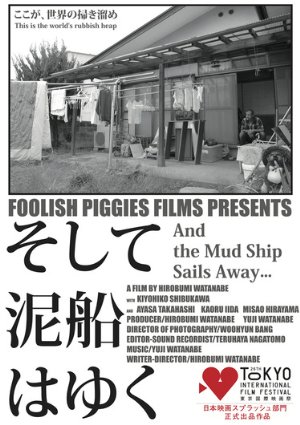 ここが、世界の掃き溜め
This is the world's rubbish heap
FOOLISH PIGGIES FILMS PRESENTS
そして
泥船
はゆく
And
the Mud Ship
Sails Away...
A FILM BY HIROBUMI WATANABE
WITH KIYOHIKO SHIBUKAWA
AND AYASA TAKAHASHI KAORU IIDA MISAO HIRAYAMA
PRODUCER/HIROBUMI WATANABE YUJI WATANABE
DIRECTOR OF PHOTOGRAPHY/WOOHYUN BANG
EDITOR-SOUND RECORDIST/TERUHAYA NAGATOMO
MUSIC/YUJI WATANABE
WRITER-DIRECTOR/HIROBUMI WATANABE
26TH
TOKYO
INTERNATIONAL
FILM FESTIVAL
東京国際映画祭
日本映画スプラッシュ部門
正式出品作品